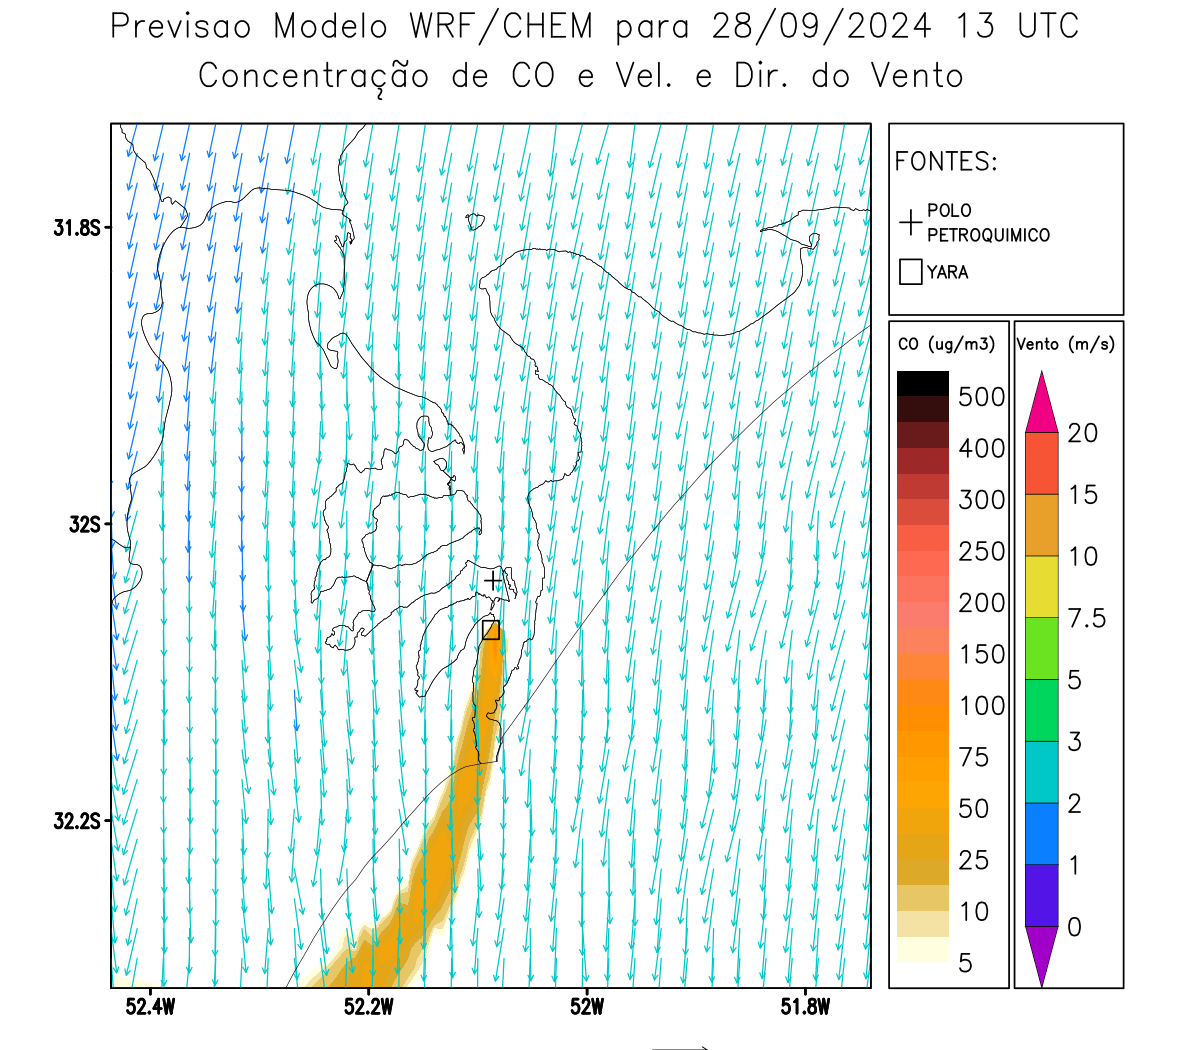 Previsao Modelo WRF/CHEM para 28/09/2024 13 UTC
Concentração de CO e Vel. e Dir. do Vento
FONTES:
POLO
PETROQUIMICO
YARA
CO (ug/m3)
500
400
300
250
200
150
100
75
50
25
10
5
Vento (m/s)
20
15
10
7.5
5
3
2
1
0
31.8S
32S
32.2S
52.4W
52.2W
52W
51.8W